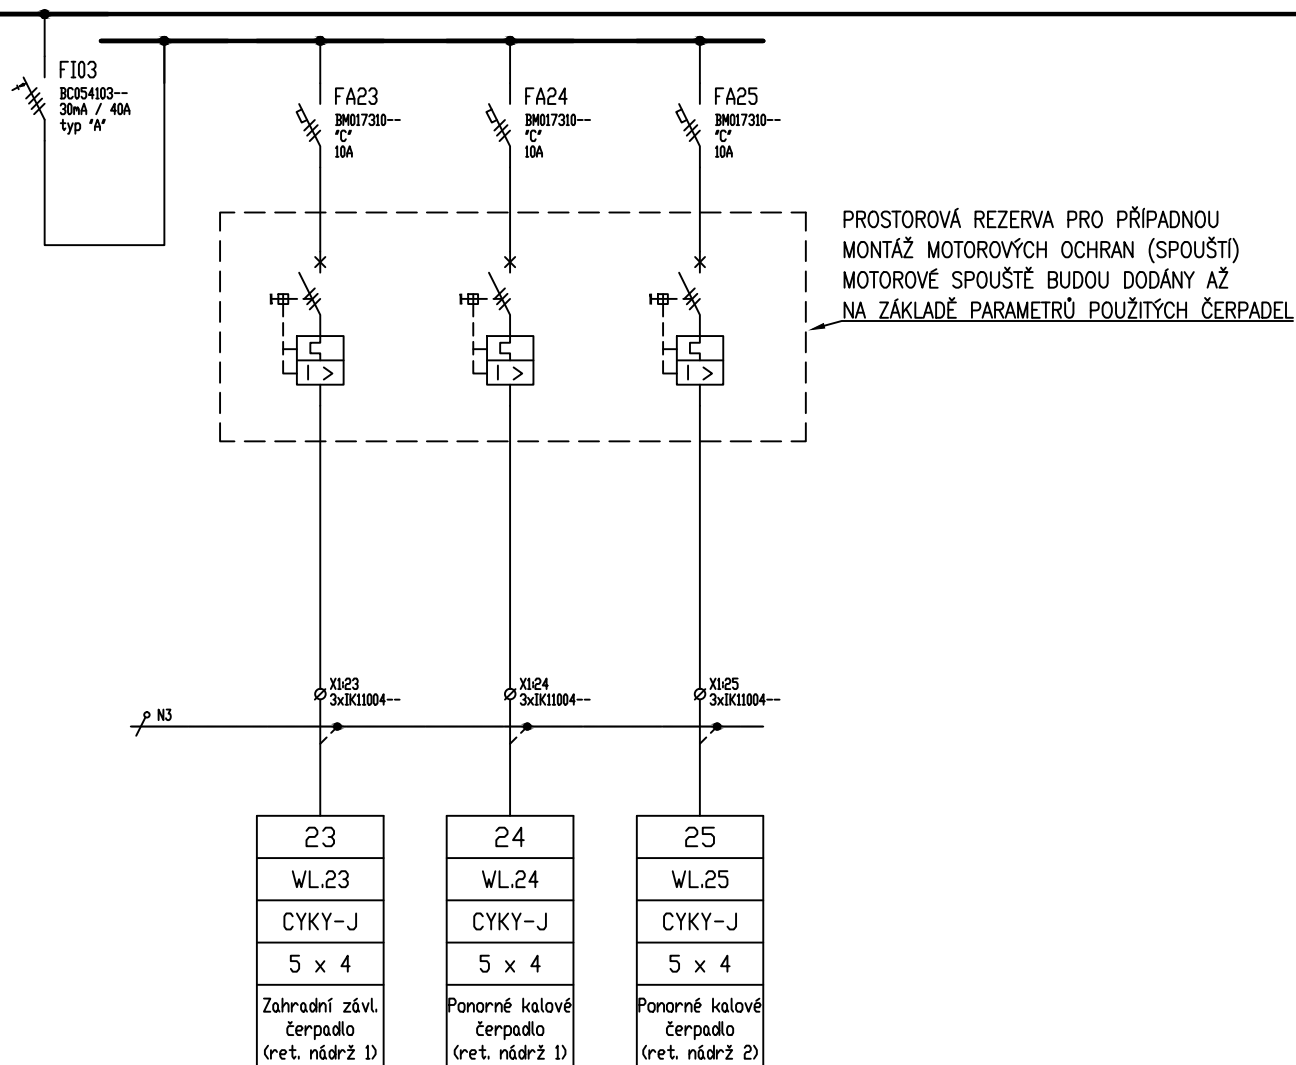 FI03
BC054103--
30mA / 40A
typ "A"
FA23
BM017310--
"C"
10A
FA24
BM017310--
"C"
10A
FA25
BM017310--
"C"
10A
PROSTOROVÁ REZERVA PRO PŘÍPADNOU
MONTÁŽ MOTOROVÝCH OCHRAN (SPOUŠTÍ)
MOTOROVÉ SPOUŠTĚ BUDOU DODÁNY AŽ
NA ZÁKLADĚ PARAMETRŮ POUŽITÝCH ČERPADEL
I >
I >
I >
X1:23
3xIK11004--
X1:24
3xIK11004--
X1:25
3xIK11004--
N3
23
WL.23
CYKY-J
5 x 4
Zahradní závl.
čerpadlo
(ret. nádrž 1)
24
WL.24
CYKY-J
5 x 4
Ponorné kalové
čerpadlo
(ret. nádrž 1)
25
WL.25
CYKY-J
5 x 4
Ponorné kalové
čerpadlo
(ret. nádrž 2)